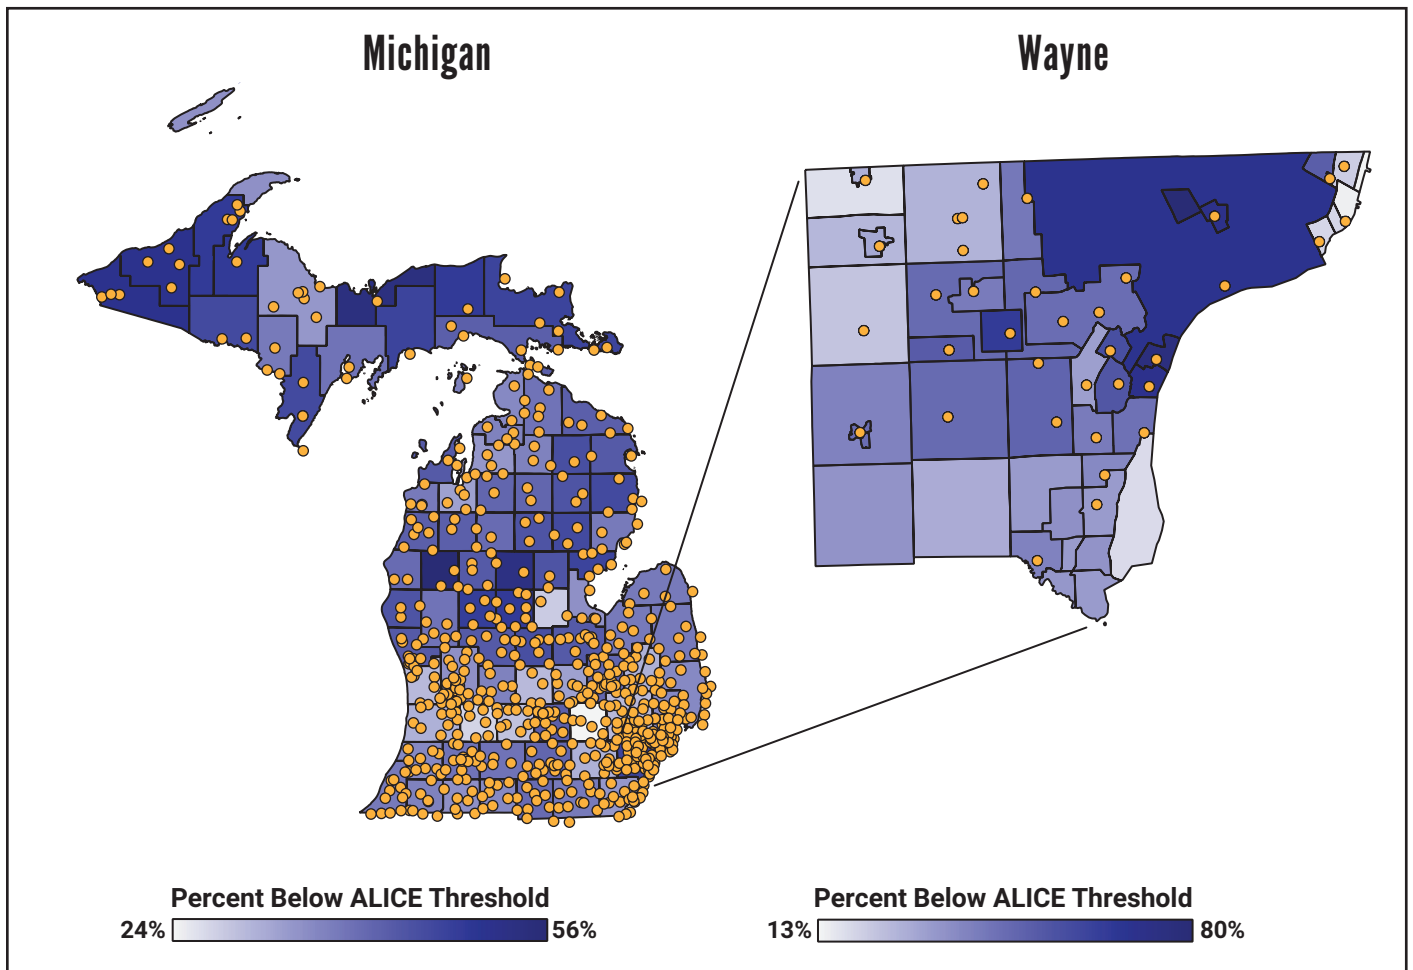 Michigan
Wayne
Percent Below ALICE Threshold
24% 56%
Percent Below ALICE Threshold
13% 80%